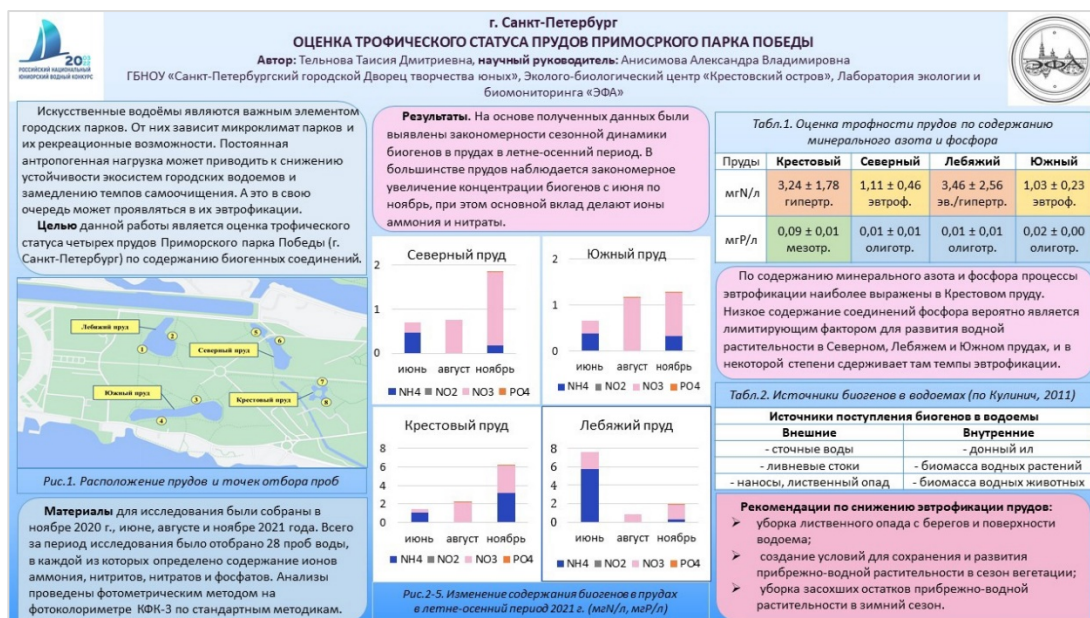 г. Санкт-Петербург
ОЦЕНКА ТРОФИЧЕСКОГО СТАТУСА ПРУДОВ ПРИМОСРКОГО ПАРКА ПОБЕДЫ
Автор: Тельнова Таисия Дмитриевна, научный руководитель: Анисимова Александра Владимировна
ГБНОУ «Санкт-Петербургский городской Дворец творчества юных», Эколого-биологический центр «Крестовский остров», Лаборатория экологии и
биомониторинга «ЭФА»
РОССИЙСКИЙ НАЦИОНАЛЬНЫЙ
ЮНИОРСКИЙ ВОДНЫЙ КОНКУРС
ЭФА
Искусственные водоёмы являются важным элементом
городских парков. От них зависит микроклимат парков и
их рекреационные возможности. Постоянная
антропогенная нагрузка может приводить к снижению
устойчивости экосистем городских водоемов и
замедлению темпов самоочищения. А это в свою
очередь может проявляться в их эвтрофикации.
Целью данной работы является оценка трофического
статуса четырех прудов Приморского парка Победы (г.
Санкт-Петербург) по содержанию биогенных соединений.
Лебяжий пруд
1
2
5
6
Северный пруд
Южный пруд
3
4
Крестовый пруд
7
8
Рис.1. Расположение прудов и точек отбора проб
Материалы для исследования были собраны в
ноябре 2020 г., июне, августе и ноябре 2021 года. Всего
за период исследования было отобрано 28 проб воды,
в каждой из которых определено содержание ионов
аммония, нитритов, нитратов и фосфатов. Анализы
проведены фотометрическим методом на
фотоколориметре КФК-3 по стандартным методикам.
Результаты. На основе полученных данных были
выявлены закономерности сезонной динамики
биогенов в прудах в летне-осенний период. В
большинстве прудов наблюдается закономерное
увеличение концентрации биогенов с июня по
ноябрь, при этом основной вклад делают ионы
аммония и нитраты.
Северный пруд
2
1
0
июнь август ноябрь
NH4 NO2 NO3 PO4
Южный пруд
2
1
0
июнь август ноябрь
NH4 NO2 NO3 PO4
Крестовый пруд
8
6
4
2
0
июнь август ноябрь
NH4 NO2 NO3 PO4
Лебяжий пруд
8
6
4
2
0
июнь август ноябрь
NH4 NO2 NO3 PO4
Рис.2-5. Изменение содержания биогенов в прудах
в летне-осенний период 2021 г. (мгN/л, мгP/л)
Табл.1. Оценка трофности прудов по содержанию
минерального азота и фосфора
Пруды Крестовый Северный Лебяжий Южный
мгN/л 3,24 ± 1,78 гипертр. 1,11 ± 0,46 эвтроф. 3,46 ± 2,56 эв./гипертр. 1,03 ± 0,23 эвтроф.
мгP/л 0,09 ± 0,01 мезотр. 0,01 ± 0,01 олиготр. 0,01 ± 0,01 олиготр. 0,02 ± 0,00 олиготр.
По содержанию минерального азота и фосфора процессы
эвтрофикации наиболее выражены в Крестовом пруду.
Низкое содержание соединений фосфора вероятно является
лимитирующим фактором для развития водной
растительности в Северном, Лебяжем и Южном прудах, и в
некоторой степени сдерживает там темпы эвтрофикации.
Табл.2. Источники биогенов в водоемах (по Кулинич, 2011)
Источники поступления биогенов в водоемы
Внешние Внутренние
- сточные воды - донный ил
- ливневые стоки - биомасса водных растений
- наносы, лиственный опад - биомасса водных животных
Рекомендации по снижению эвтрофикации прудов:
уборка лиственного опада с берегов и поверхности
водоема;
создание условий для сохранения и развития
прибрежно-водной растительности в сезон вегетации;
уборка засохших остатков прибрежно-водной
растительности в зимний сезон.